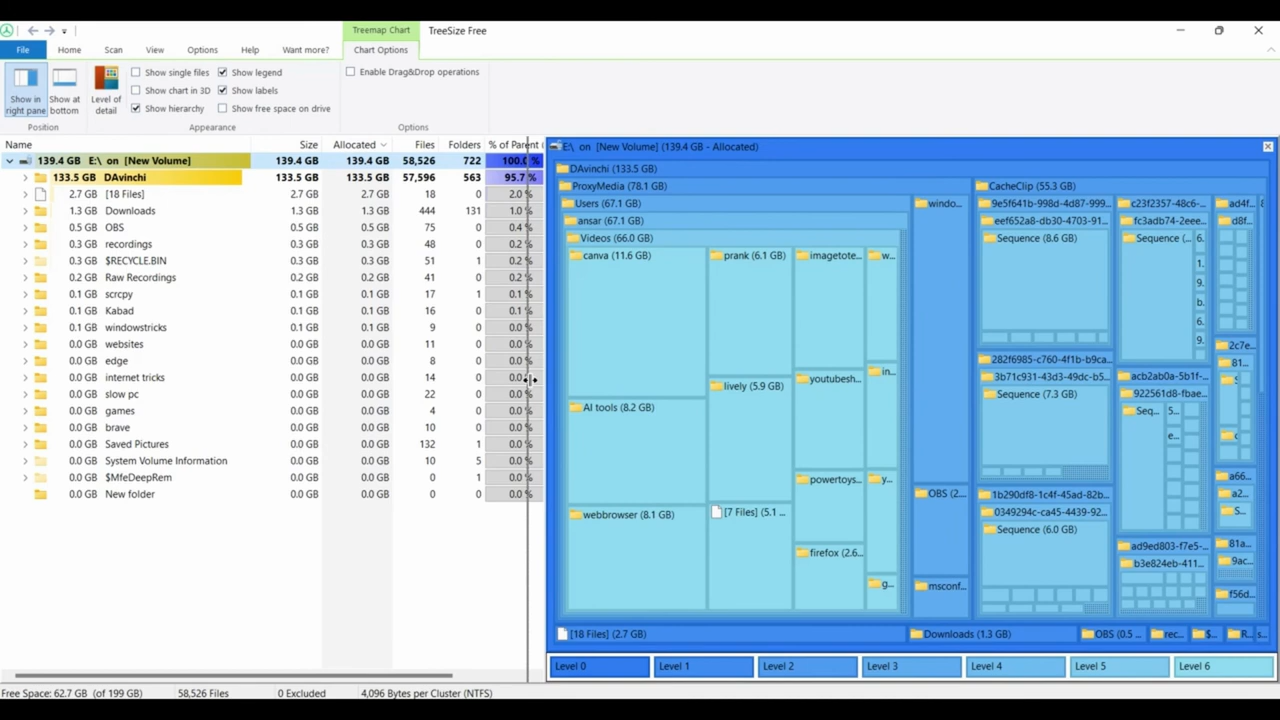 Treemap Chart TreeSize Free
File Home Scan View Options Help Want more? Chart Options
Show in right pane
Show at bottom
Level of detail
Show single files Show legend Enable Drag&Drop operations
Show chart in 3D Show labels
Show hierarchy Show free space on drive
Position Appearance Options
Name Size Allocated Files Folders % of Parent (
139.4 GB E:\ on [New Volume] 139.4 GB 139.4 GB 58,526 722 100.0 %
133.5 GB DAvinchi 133.5 GB 133.5 GB 57,596 563 95.7 %
2.7 GB [18 Files] 2.7 GB 2.7 GB 18 0 2.0 %
1.3 GB Downloads 1.3 GB 1.3 GB 444 131 1.0 %
0.5 GB OBS 0.5 GB 0.5 GB 75 0 0.4 %
0.3 GB recordings 0.3 GB 0.3 GB 48 0 0.2 %
0.3 GB $RECYCLE.BIN 0.3 GB 0.3 GB 51 1 0.2 %
0.2 GB Raw Recordings 0.2 GB 0.2 GB 41 0 0.2 %
0.1 GB scrcpy 0.1 GB 0.1 GB 17 1 0.1 %
0.1 GB Kabad 0.1 GB 0.1 GB 16 0 0.1 %
0.1 GB windowstricks 0.1 GB 0.1 GB 9 0 0.0 %
0.0 GB websites 0.0 GB 0.0 GB 11 0 0.0 %
0.0 GB edge 0.0 GB 0.0 GB 8 0 0.0 %
0.0 GB internet tricks 0.0 GB 0.0 GB 14 0 0.0
0.0 GB slow pc 0.0 GB 0.0 GB 22 0 0.0 %
0.0 GB games 0.0 GB 0.0 GB 4 0 0.0 %
0.0 GB brave 0.0 GB 0.0 GB 10 0 0.0 %
0.0 GB Saved Pictures 0.0 GB 0.0 GB 132 1 0.0 %
0.0 GB System Volume Information 0.0 GB 0.0 GB 10 5 0.0 %
0.0 GB $MfeDeepRem 0.0 GB 0.0 GB 0 1 0.0 %
0.0 GB New folder 0.0 GB 0.0 GB 0 0 0.0 %
E:\ on [New Volume] (139.4 GB - Allocated)
DAvinchi (133.5 GB)
ProxyMedia (78.1 GB)
Users (67.1 GB)
ansar (67.1 GB)
Videos (66.0 GB)
canva (11.6 GB)
AI tools (8.2 GB)
webbrowser (8.1 GB)
prank (6.1 GB)
lively (5.9 GB)
[7 Files] (5.1 ...
imagetote...
youtubesh...
powertoys...
firefox (2.6...
w...
in...
y...
g...
windo...
OBS (2...
msconf...
CacheClip (55.3 GB)
9e5f641b-998d-4d87-999...
eef652a8-db30-4703-91...
Sequence (8.6 GB)
282f6985-c760-4f1b-b9ca...
3b71c931-43d3-49dc-b5...
Sequence (7.3 GB)
1b290df8-1c4f-45ad-82b...
0349294c-ca45-4439-92...
Sequence (6.0 GB)
c23f2357-48c6-...
fc3adb74-2eee...
Sequence (...
6.
1.
9.
b.
6.
9.
acb2ab0a-5b1f-...
922561d8-fbae...
Seq...
5...
e...
ad9ed803-f7e5-...
b3e824eb-411...
ad4f...
d8f...
2c7e...
81...
a66...
a2...
S...
81a...
9ac...
f56d...
[18 Files] (2.7 GB) Downloads (1.3 GB) OBS (0.5 ... rec... $... R... s...
Level 0 Level 1 Level 2 Level 3 Level 4 Level 5 Level 6
Free Space: 62.7 GB (of 199 GB) 58,526 Files 0 Excluded 4,096 Bytes per Cluster (NTFS)